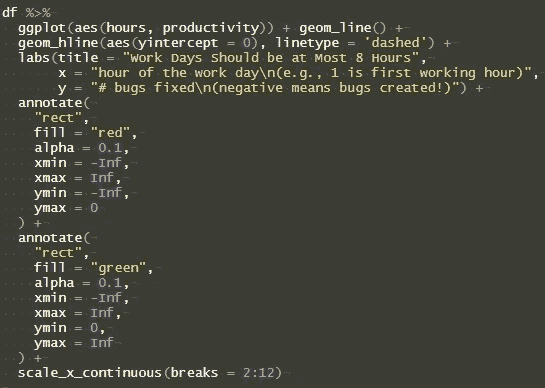 df %>%
  ggplot(aes(hours, productivity)) + geom_line() +
  geom_hline(aes(yintercept = 0), linetype = 'dashed') +
  labs(title = "Work Days Should be at Most 8 Hours",
       x = "hour of the work day\n(e.g., 1 is first working hour)",
       y = "# bugs fixed\n(negative means bugs created!)") +
  annotate(
    "rect",
    fill = "red",
    alpha = 0.1,
    xmin = -Inf,
    xmax = Inf,
    ymin = -Inf,
    ymax = 0
  ) +
  annotate(
    "rect",
    fill = "green",
    alpha = 0.1,
    xmin = -Inf,
    xmax = Inf,
    ymin = 0,
    ymax = Inf
  ) +
  scale_x_continuous(breaks = 2:12)